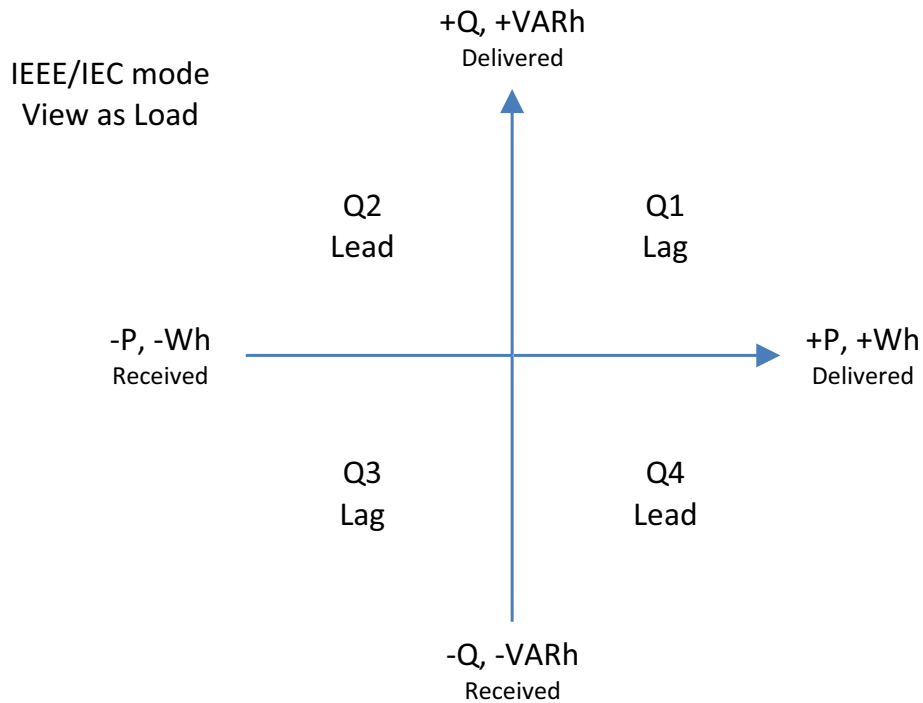 +Q, +VARh
Delivered
IEEE/IEC mode
View as Load
Q2
Lead
Q1
Lag
-P, -Wh
Received
+P, +Wh
Delivered
Q3
Lag
Q4
Lead
-Q, -VARh
Received